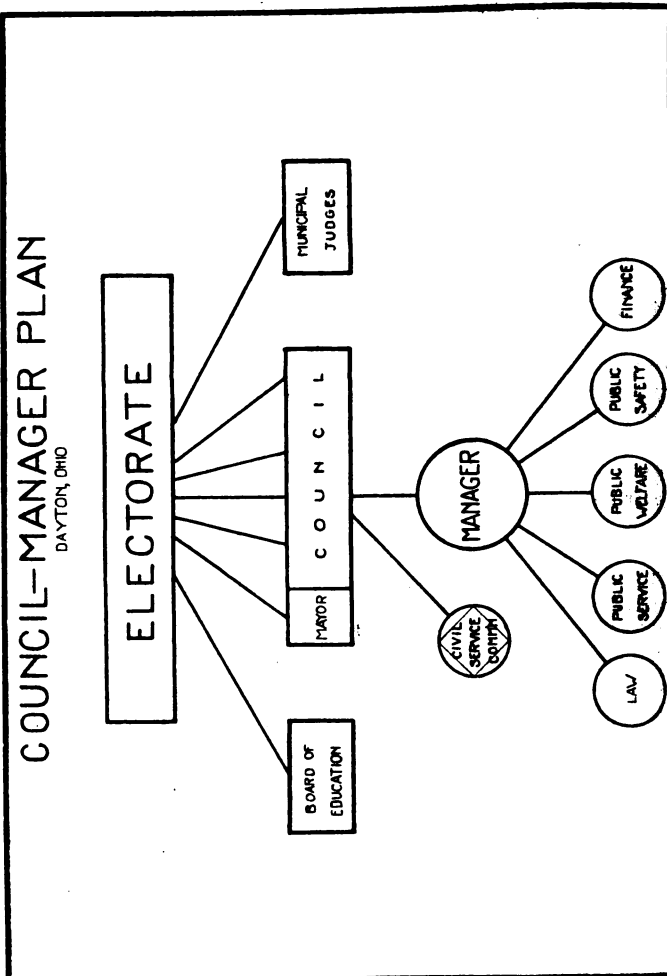 COUNCIL-MANAGER PLAN
DAYTON, OHIO
ELECTORATE
BOARD OF
EDUCATION
MAYOR
COUNCIL
MUNICIPAL
JUDGES
CIVIL
SERVICE
COMM'N
MANAGER
LAW
PUBLIC
SERVICE
PUBLIC
WELFARE
PUBLIC
SAFETY
FINANCE